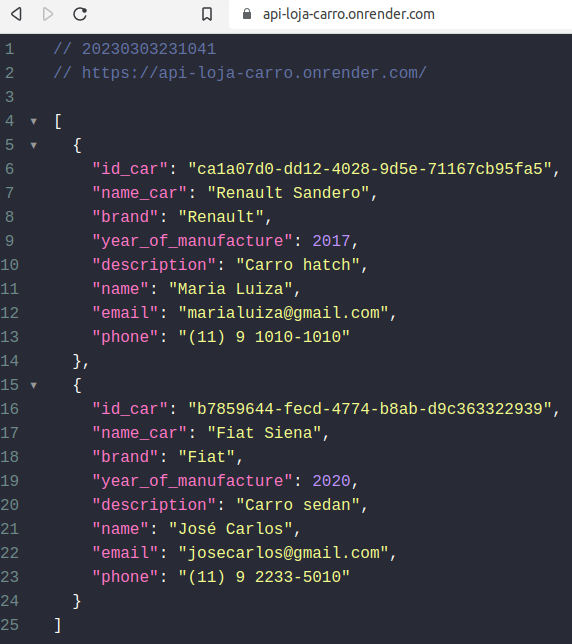 api-loja-carro.onrender.com
1 // 20230303231041
2 // https://api-loja-carro.onrender.com/
3
4 [
5 {
6 "id_car": "ca1a07d0-dd12-4028-9d5e-71167cb95fa5",
7 "name_car": "Renault Sandero",
8 "brand": "Renault",
9 "year_of_manufacture": 2017,
10 "description": "Carro hatch",
11 "name": "Maria Luiza",
12 "email": "marialuiza@gmail.com",
13 "phone": "(11) 9 1010-1010"
14 },
15 {
16 "id_car": "b7859644-fecd-4774-b8ab-d9c363322939",
17 "name_car": "Fiat Siena",
18 "brand": "Fiat",
19 "year_of_manufacture": 2020,
20 "description": "Carro sedan",
21 "name": "José Carlos",
22 "email": "josecarlos@gmail.com",
23 "phone": "(11) 9 2233-5010"
24 }
25 ]